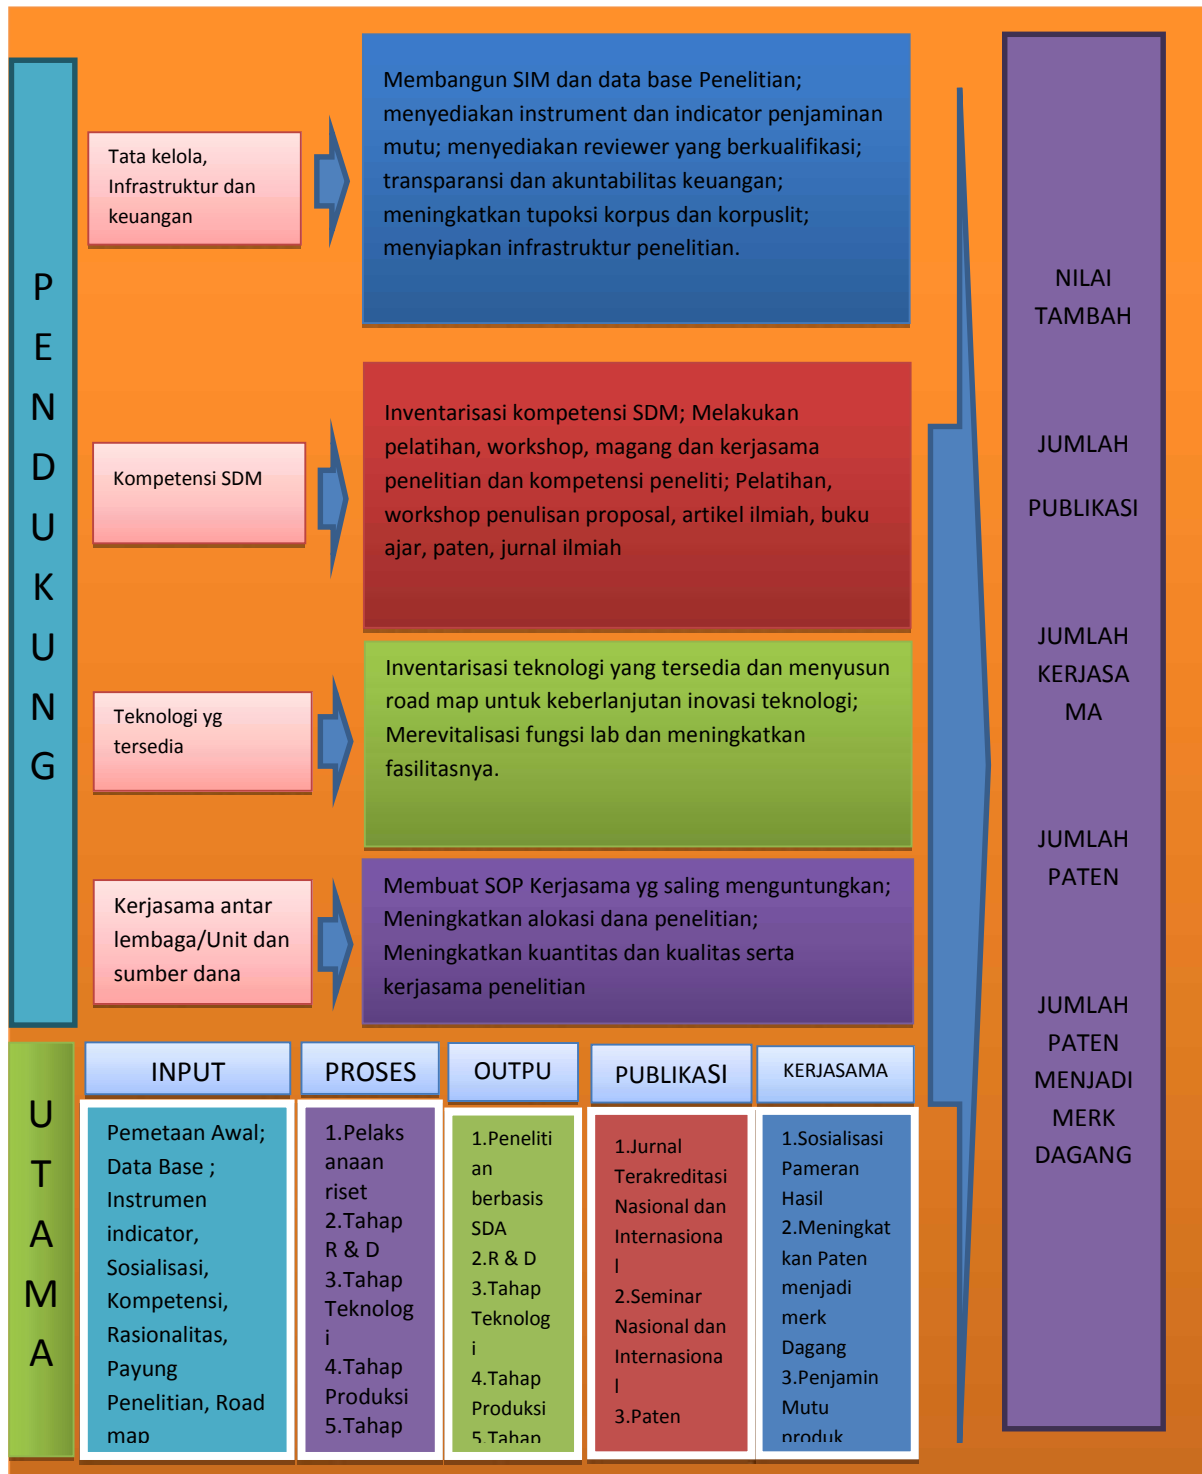 PENDUKUNG
Tata kelola,
Infrastruktur dan
keuangan
Membangun SIM dan data base Penelitian;
menyediakan instrument dan indicator penjaminan
mutu; menyediakan reviewer yang berkualifikasi;
transparansi dan akuntabilitas keuangan;
meningkatkan tupoksi korpus dan korpuslit;
menyiapkan infrastruktur penelitian.
Kompetensi SDM
Inventarisasi kompetensi SDM; Melakukan
pelatihan, workshop, magang dan kerjasama
penelitian dan kompetensi peneliti; Pelatihan,
workshop penulisan proposal, artikel ilmiah, buku
ajar, paten, jurnal ilmiah
Teknologi yg
tersedia
Inventarisasi teknologi yang tersedia dan menyusun
road map untuk keberlanjutan inovasi teknologi;
Merevitalisasi fungsi lab dan meningkatkan
fasilitasnya.
Kerjasama antar
lembaga/Unit dan
sumber dana
Membuat SOP Kerjasama yg saling menguntungkan;
Meningkatkan alokasi dana penelitian;
Meningkatkan kuantitas dan kualitas serta
kerjasama penelitian
UTAMA
INPUT
Pemetaan Awal;
Data Base ;
Instrumen
indicator,
Sosialisasi,
Kompetensi,
Rasionalitas,
Payung
Penelitian, Road
map
PROSES
1.Pelaks
anaan
riset
2.Tahap
R & D
3.Tahap
Teknolog
i
4.Tahap
Produksi
5.Tahap
OUTPU
1.Peneliti
an
berbasis
SDA
2.R & D
3.Tahap
Teknolog
i
4.Tahap
Produksi
5.Tahap
PUBLIKASI
1.Jurnal
Terakreditasi
Nasional dan
Internasiona
l
2.Seminar
Nasional dan
Internasiona
l
3.Paten
KERJASAMA
1.Sosialisasi
Pameran
Hasil
2.Meningkat
kan Paten
menjadi
merk
Dagang
3.Penjamin
Mutu
produk
NILAI
TAMBAH
JUMLAH
PUBLIKASI
JUMLAH
KERJASA
MA
JUMLAH
PATEN
JUMLAH
PATEN
MENJADI
MERK
DAGANG